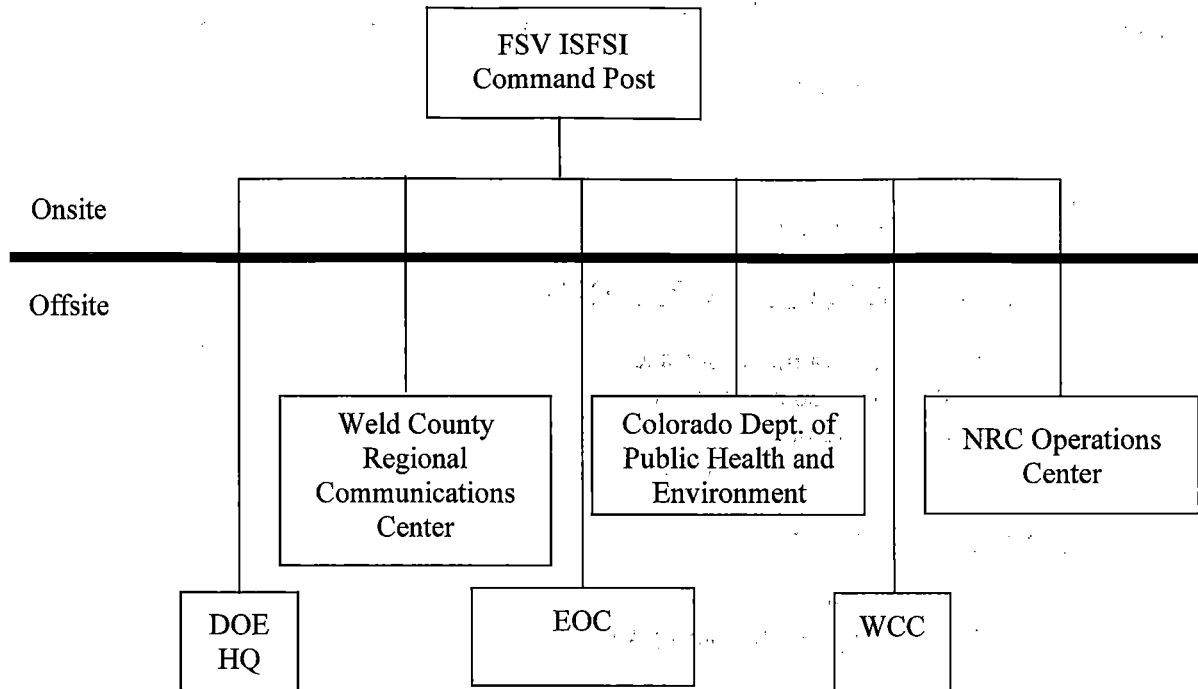 FSV ISFSI
Command Post
Onsite
Offsite
Weld County
Regional
Communications
Center
Colorado Dept. of
Public Health and
Environment
NRC Operations
Center
DOE
HQ
EOC
WCC